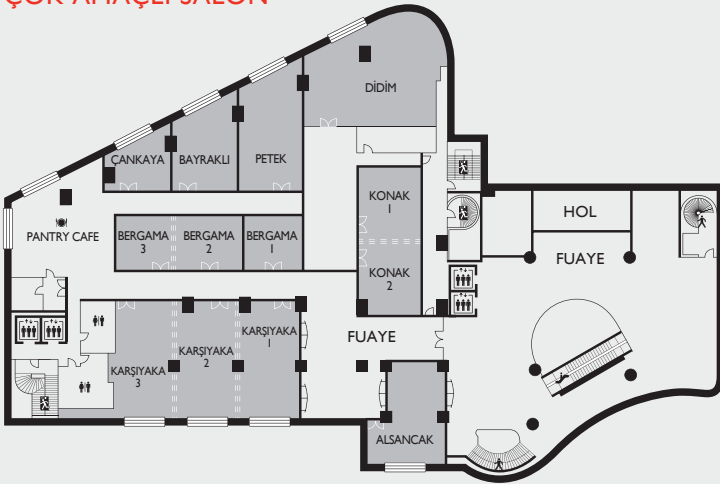 ÇOK AMAÇLI SALON
DİDİM
ÇANKAYA
BAYRAKLI
PETEK
KONAK
1
HOL
PANTRY CAFE
BERGAMA
3
BERGAMA
2
BERGAMA
1
FUAYE
KONAK
2
KARŞIYAKA
1
FUAYE
KARŞIYAKA
2
KARŞIYAKA
3
ALSANCAK